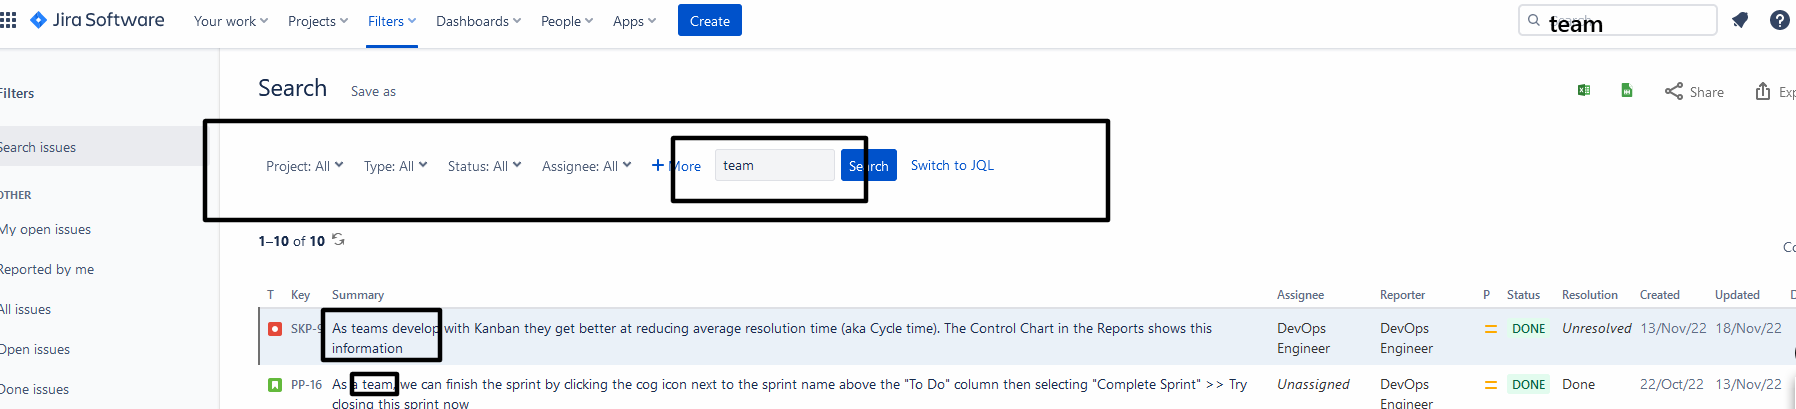 Jira Software Your work Projects Filters Dashboards People Apps Create team
Search Save as Share
Filters
Search issues
Project: All Type: All Status: All Assignee: All + More team Search Switch to JQL
OTHER
My open issues
1–10 of 10
Reported by me
All issues
T Key Summary Assignee Reporter P Status Resolution Created Updated
As teams develop with Kanban they get better at reducing average resolution time (aka Cycle time). The Control Chart in the Reports shows this information DevOps Engineer DevOps Engineer DONE Unresolved 13/Nov/22 18/Nov/22
Open issues
PP-16 As a team, we can finish the sprint by clicking the cog icon next to the sprint name above the "To Do" column then selecting "Complete Sprint" >> Try closing this sprint now Unassigned DevOps Engineer DONE Done 22/Oct/22 13/Nov/22
Done issues